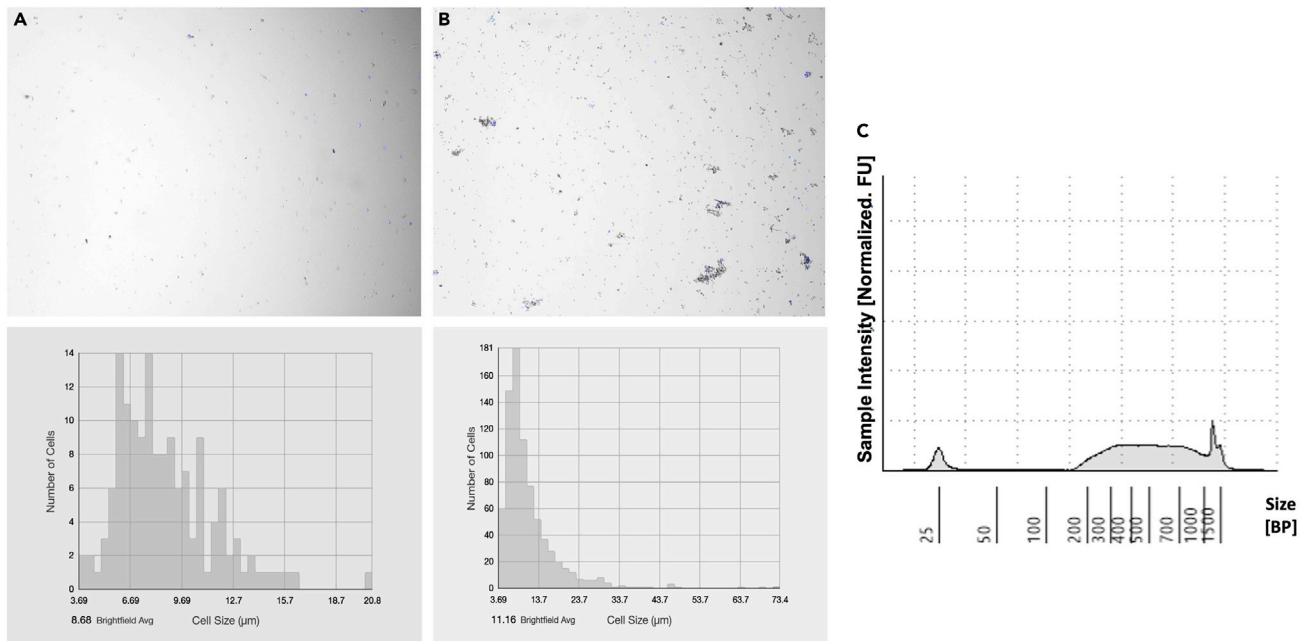 A
B
C
14
12
10
8
6
4
2
0
Number of Cells
3.69 6.69 9.69 12.7 15.7 18.7 20.8
8.68 Brightfield Avg Cell Size (µm)
181
160
140
120
100
80
60
40
20
0
Number of Cells
3.69 13.7 23.7 33.7 43.7 53.7 63.7 73.4
11.16 Brightfield Avg Cell Size (µm)
Sample Intensity [Normalized. FU]
25 50 100 200 300 400 500 700 1000 1500
Size
[BP]